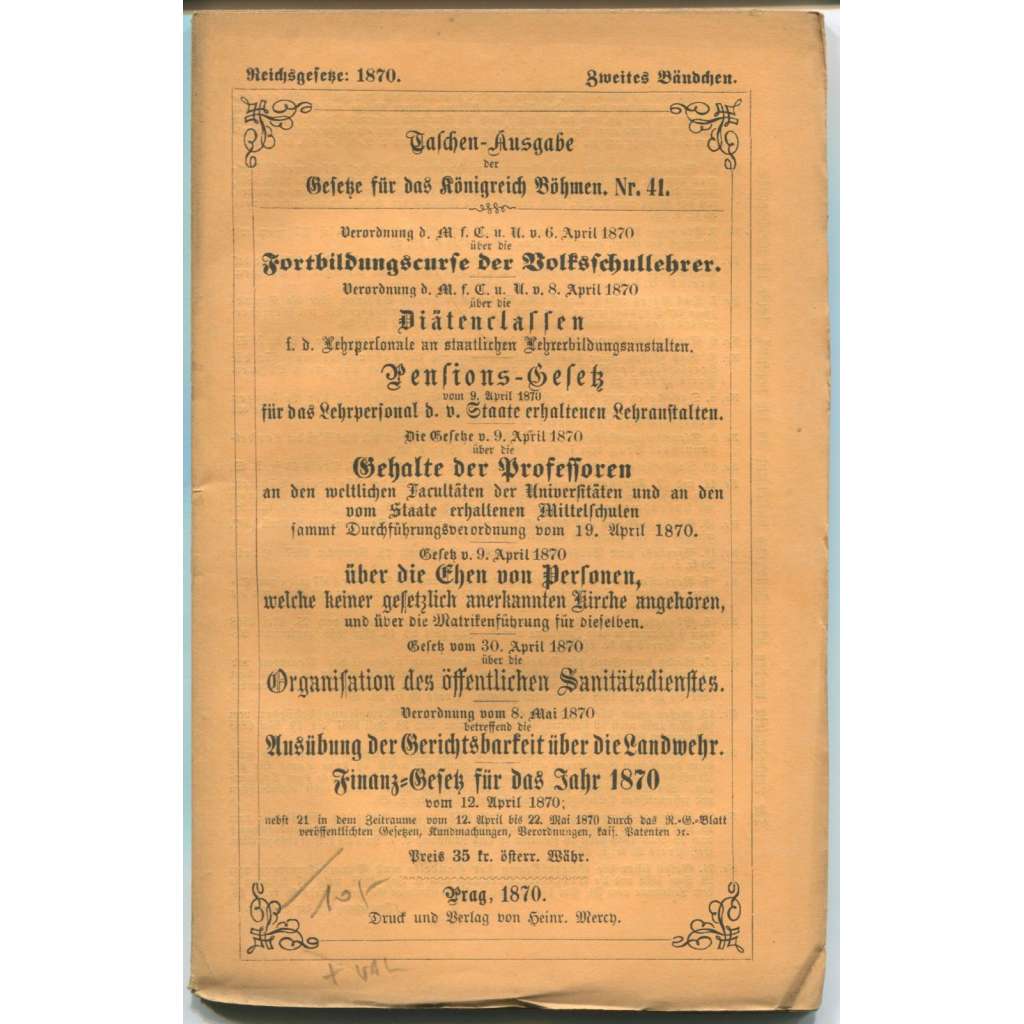 Reichsgesetze: 1870. Zweites Bändchen.
Taschen-Ausgabe
der
Gesetze für das Königreich Böhmen. Nr. 41.
Verordnung d. M. f. C. u. U. v. 6. April 1870
über die
Fortbildungscurse der Volksschullehrer.
Verordnung d. M. f. C. u. U. v. 8. April 1870
über die
Diätenclassen
f. d. Lehrpersonale an staatlichen Lehrerbildungsanstalten.
Pensions-Gesetz
vom 9. April 1870
für das Lehrpersonal d. v. Staate erhaltenen Lehranstalten.
Die Gesetze v. 9. April 1870
über die
Gehalte der Professoren
an den weltlichen Facultäten der Universitäten und an den
vom Staate erhaltenen Mittelschulen
sammt Durchführungsverordnung vom 19. April 1870.
Gesetz v. 9. April 1870
über die Ehen von Personen,
welche keiner gesetzlich anerkannten Kirche angehören,
und über die Matrikenführung für dieselben.
Gesetz vom 30. April 1870
über die
Organisation des öffentlichen Sanitätsdienstes.
Verordnung vom 8. Mai 1870
betreffend die
Ausübung der Gerichtsbarkeit über die Landwehr.
Finanz-Gesetz für das Jahr 1870
vom 12. April 1870;
nebst 21 in dem Zeitraume vom 12. April bis 22. Mai 1870 durch das R.-G.-Blatt
veröffentlichten Gesetzen, Kundmachungen, Verordnungen, kais. Patenten ꝛc.
Preis 35 kr. österr. Währ.
Prag, 1870.
Druck und Verlag von Heinr. Mercy.
+ VAL